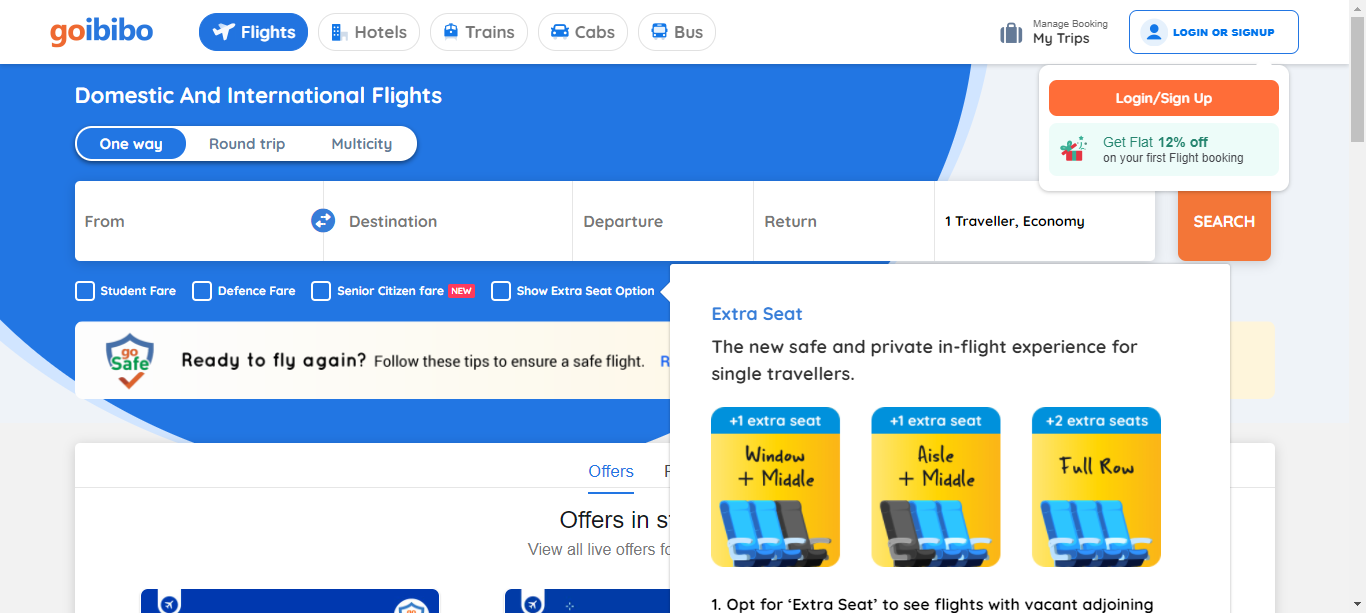 goibibo
Flights
Hotels
Trains
Cabs
Bus
Manage Booking
My Trips
LOGIN OR SIGNUP
Login/Sign Up
Get Flat 12% off
on your first Flight booking
Domestic And International Flights
One way
Round trip
Multicity
From
Destination
Departure
Return
1 Traveller, Economy
SEARCH
Student Fare
Defence Fare
Senior Citizen fare NEW
Show Extra Seat Option
go
Safe
Ready to fly again? Follow these tips to ensure a safe flight.
Extra Seat
The new safe and private in-flight experience for
single travellers.
+1 extra seat
Window
+ Middle
+1 extra seat
Aisle
+ Middle
+2 extra seats
Full Row
1. Opt for ‘Extra Seat’ to see flights with vacant adjoining
Offers
Offers in
View all live offers